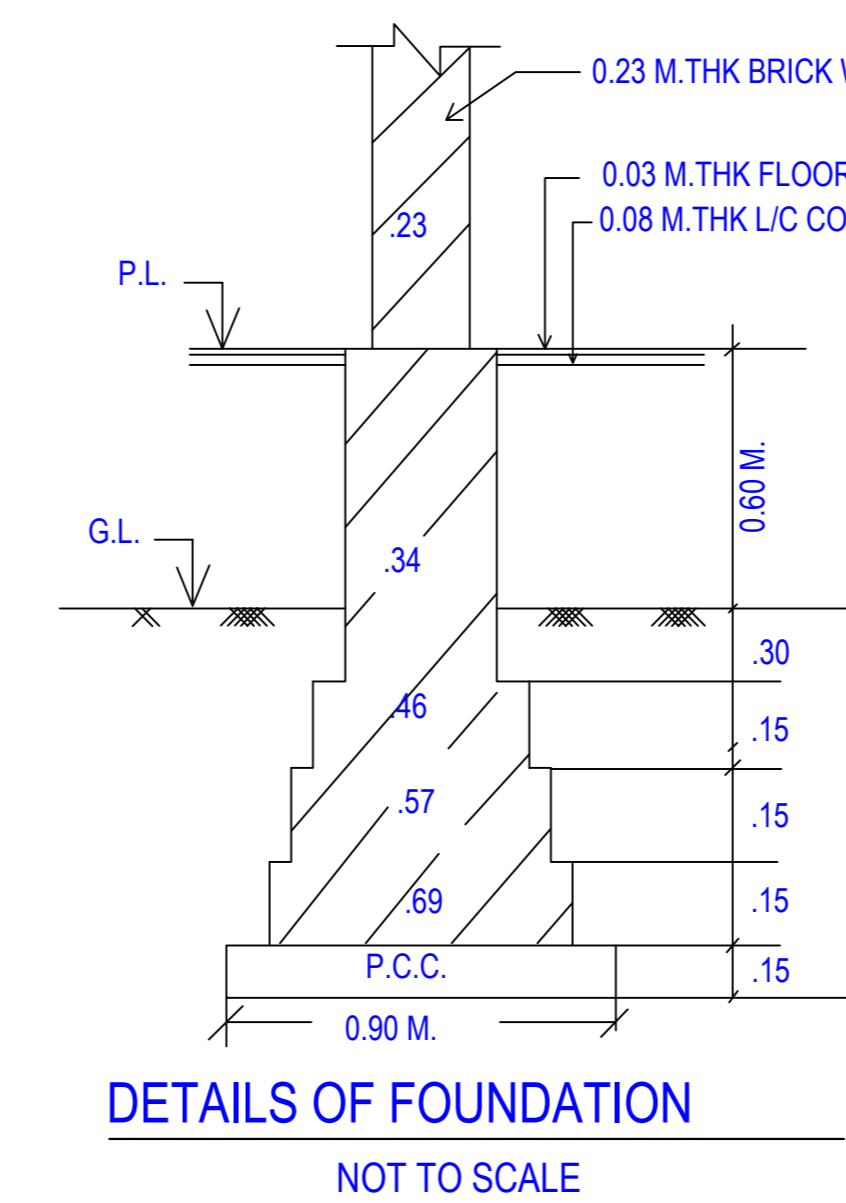 0.23 M.THK BRICK
0.03 M.THK FLOOR
.23
0.08 M.THK L/C CO
P.L.
0.60 M.
G.L.
.34
.30
.46
.15
.57
.15
.69
.15
P.C.C.
.15
0.90 M.
DETAILS OF FOUNDATION
NOT TO SCALE